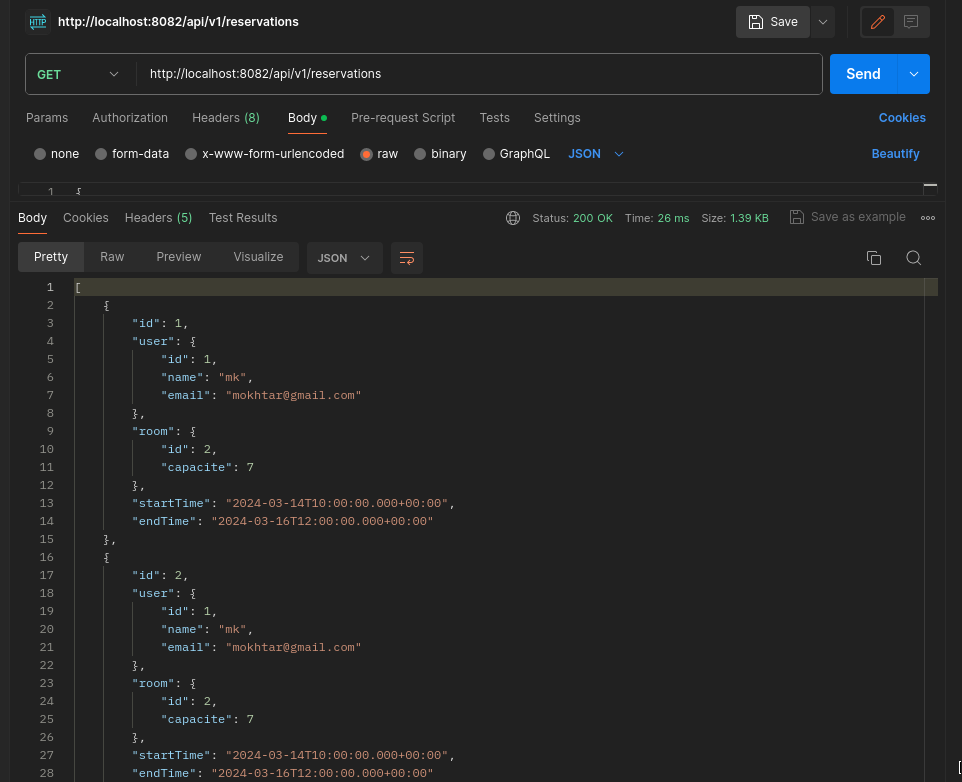 HTTP http://localhost:8082/api/v1/reservations Save
GET http://localhost:8082/api/v1/reservations Send
Params Authorization Headers (8) Body Pre-request Script Tests Settings Cookies
none form-data x-www-form-urlencoded raw binary GraphQL JSON Beautify
1 {
Body Cookies Headers (5) Test Results Status: 200 OK Time: 26 ms Size: 1.39 KB Save as example
Pretty Raw Preview Visualize JSON
1 [
2 {
3 "id": 1,
4 "user": {
5 "id": 1,
6 "name": "mk",
7 "email": "mokhtar@gmail.com"
8 },
9 "room": {
10 "id": 2,
11 "capacite": 7
12 },
13 "startTime": "2024-03-14T10:00:00.000+00:00",
14 "endTime": "2024-03-16T12:00:00.000+00:00"
15 },
16 {
17 "id": 2,
18 "user": {
19 "id": 1,
20 "name": "mk",
21 "email": "mokhtar@gmail.com"
22 },
23 "room": {
24 "id": 2,
25 "capacite": 7
26 },
27 "startTime": "2024-03-14T10:00:00.000+00:00",
28 "endTime": "2024-03-16T12:00:00.000+00:00"